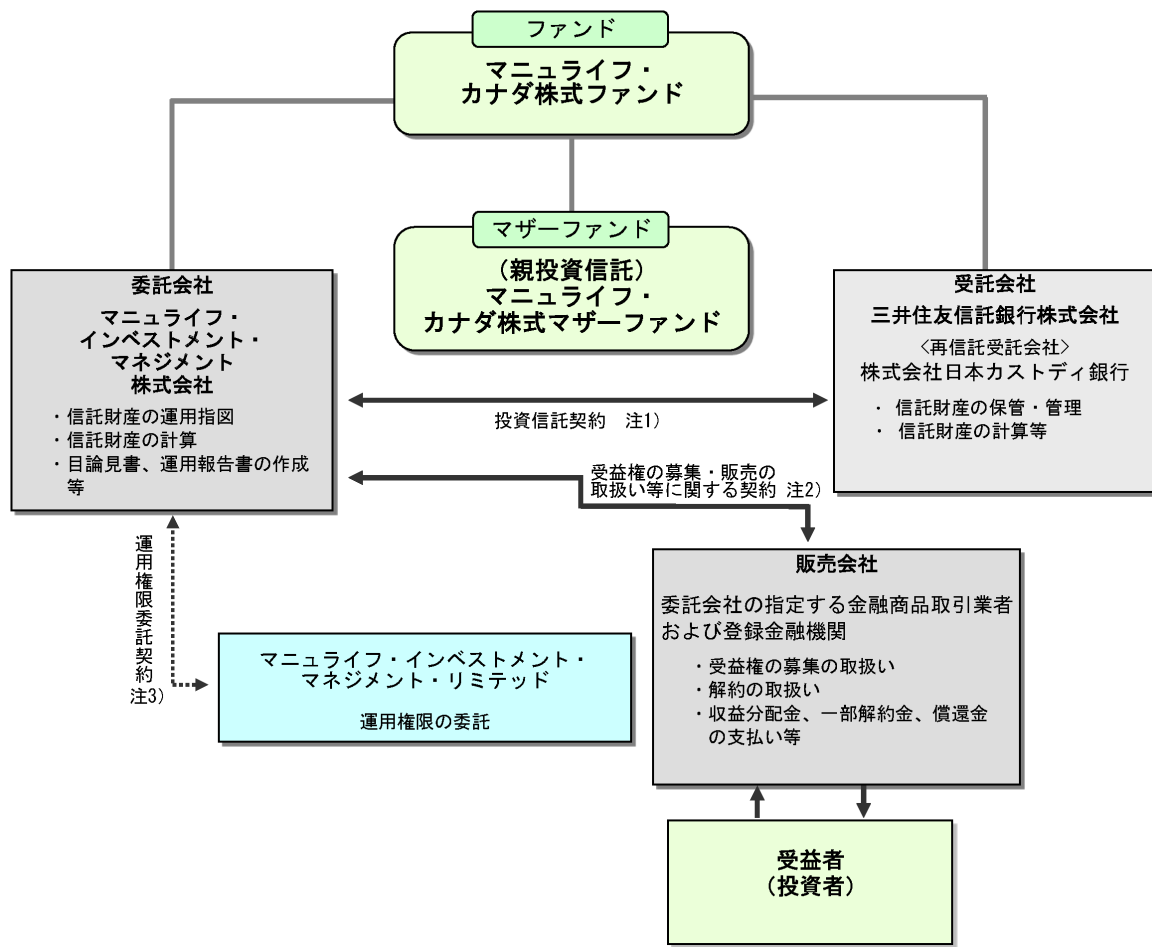 ファンド
マニュライフ・
カナダ株式ファンド
マザーファンド
（親投資信託）
マニュライフ・
カナダ株式マザーファンド
委託会社
マニュライフ・
インベストメント・
マネジメント
株式会社
・信託財産の運用指図
・信託財産の計算
・目論見書、運用報告書の作成
等
受託会社
三井住友信託銀行株式会社
〈再信託受託会社〉
株式会社日本カストディ銀行
・ 信託財産の保管・管理
・ 信託財産の計算等
投資信託契約 注1）
受益権の募集・販売の
取扱い等に関する契約 注2）
運用権限委託契約
注3）
マニュライフ・インベストメント・
マネジメント・リミテッド
運用権限の委託
販売会社
委託会社の指定する金融商品取引業者
および登録金融機関
・受益権の募集の取扱い
・解約の取扱い
・収益分配金、一部解約金、償還金
の支払い等
受益者
（投資者）